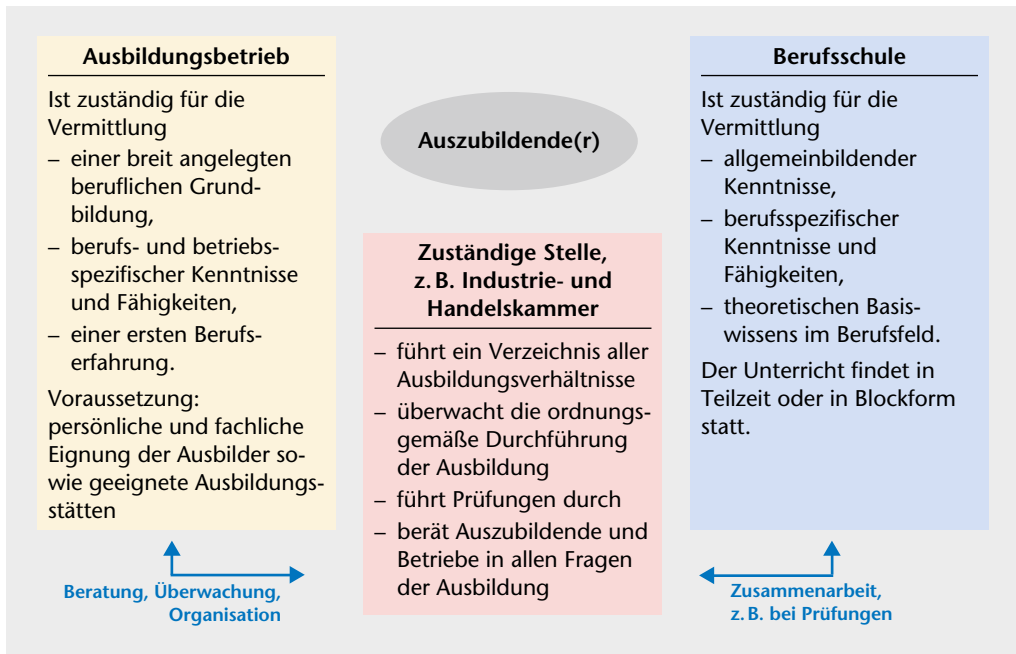 Ausbildungsbetrieb
Ist zuständig für die
Vermittlung
– einer breit angelegten
beruflichen Grund-
bildung,
– berufs- und betriebs-
spezifischer Kenntnisse
und Fähigkeiten,
– einer ersten Berufs-
erfahrung.
Voraussetzung:
persönliche und fachliche
Eignung der Ausbilder so-
wie geeignete Ausbildungs-
stätten
Auszubildende(r)
Zuständige Stelle,
z. B. Industrie- und
Handelskammer
– führt ein Verzeichnis aller
Ausbildungsverhältnisse
– überwacht die ordnungs-
gemäße Durchführung
der Ausbildung
– führt Prüfungen durch
– berät Auszubildende und
Betriebe in allen Fragen
der Ausbildung
Berufsschule
Ist zuständig für die
Vermittlung
– allgemeinbildender
Kenntnisse,
– berufsspezifischer
Kenntnisse und
Fähigkeiten,
– theoretischen Basis-
wissens im Berufsfeld.
Der Unterricht findet in
Teilzeit oder in Blockform
statt.
Beratung, Überwachung,
Organisation
Zusammenarbeit,
z. B. bei Prüfungen